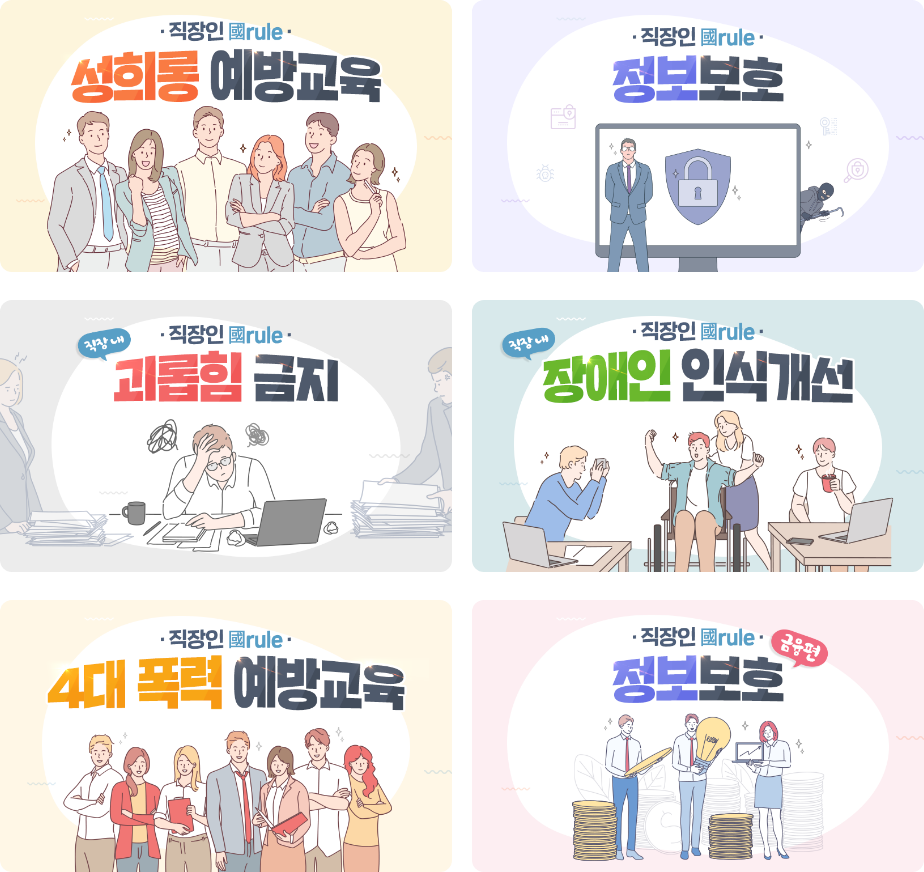 · 직장인 國rule ·
성희롱 예방교육
· 직장인 國rule ·
정보보호
· 직장인 國rule ·
직장 내
괴롭힘 금지
· 직장인 國rule ·
직장 내
장애인 인식개선
· 직장인 國rule ·
4대 폭력 예방교육
· 직장인 國rule ·
금융편
정보보호